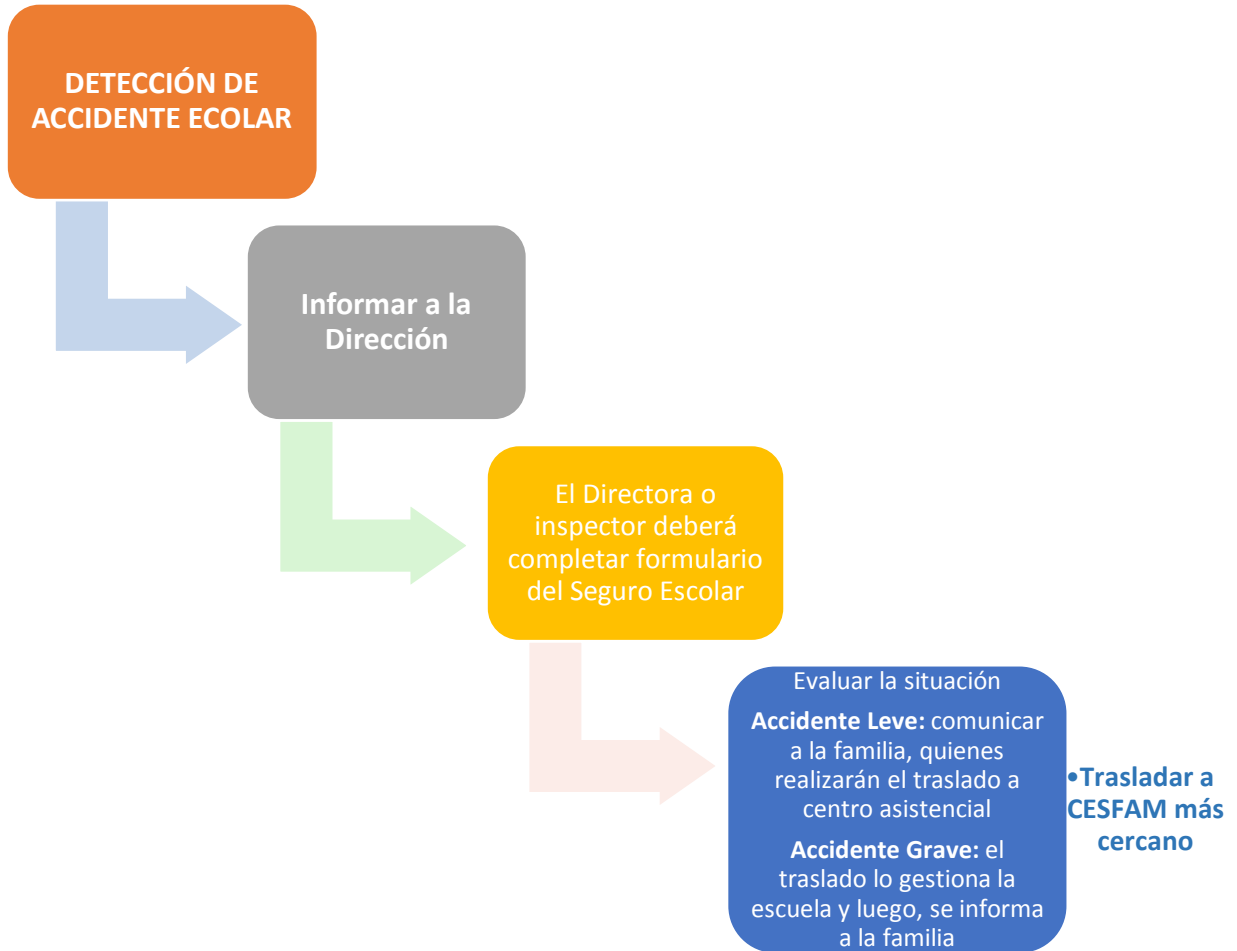 DETECCIÓN DE
ACCIDENTE ECOLAR
Informar a la
Dirección
El Directora o
inspector deberá
completar formulario
del Seguro Escolar
Evaluar la situación
Accidente Leve: comunicar
a la familia, quienes
realizarán el traslado a
centro asistencial
Accidente Grave: el
traslado lo gestiona la
escuela y luego, se informa
a la familia
•Trasladar a
CESFAM más
cercano